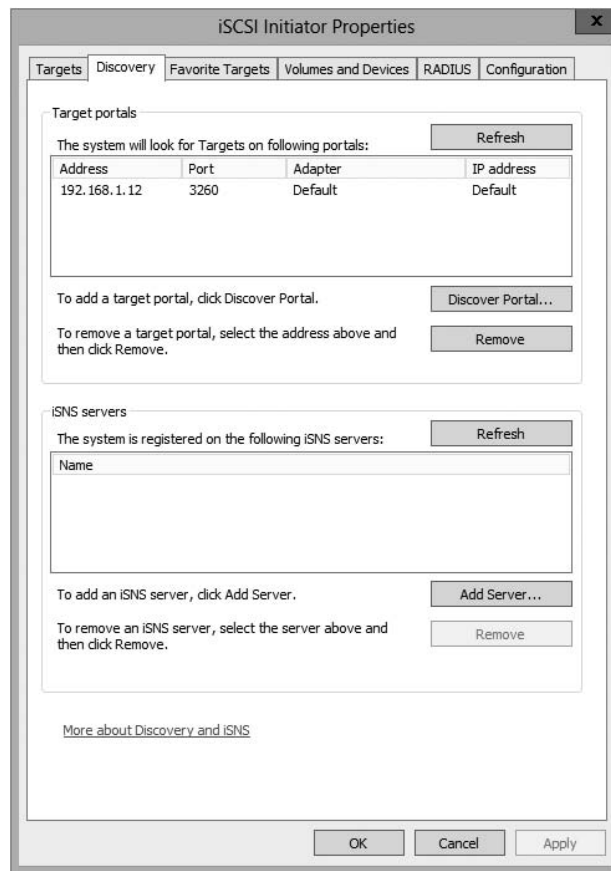 iSCSI Initiator Properties
x
Targets Discovery Favorite Targets Volumes and Devices RADIUS Configuration
Target portals
The system will look for Targets on following portals:
Refresh
Address Port Adapter IP address
192.168.1.12 3260 Default Default
To add a target portal, click Discover Portal.
Discover Portal...
To remove a target portal, select the address above and
then click Remove.
Remove
iSNS servers
The system is registered on the following iSNS servers:
Refresh
Name
To add an iSNS server, click Add Server.
Add Server...
To remove an iSNS server, select the server above and
then click Remove.
Remove
More about Discovery and iSNS
OK Cancel Apply